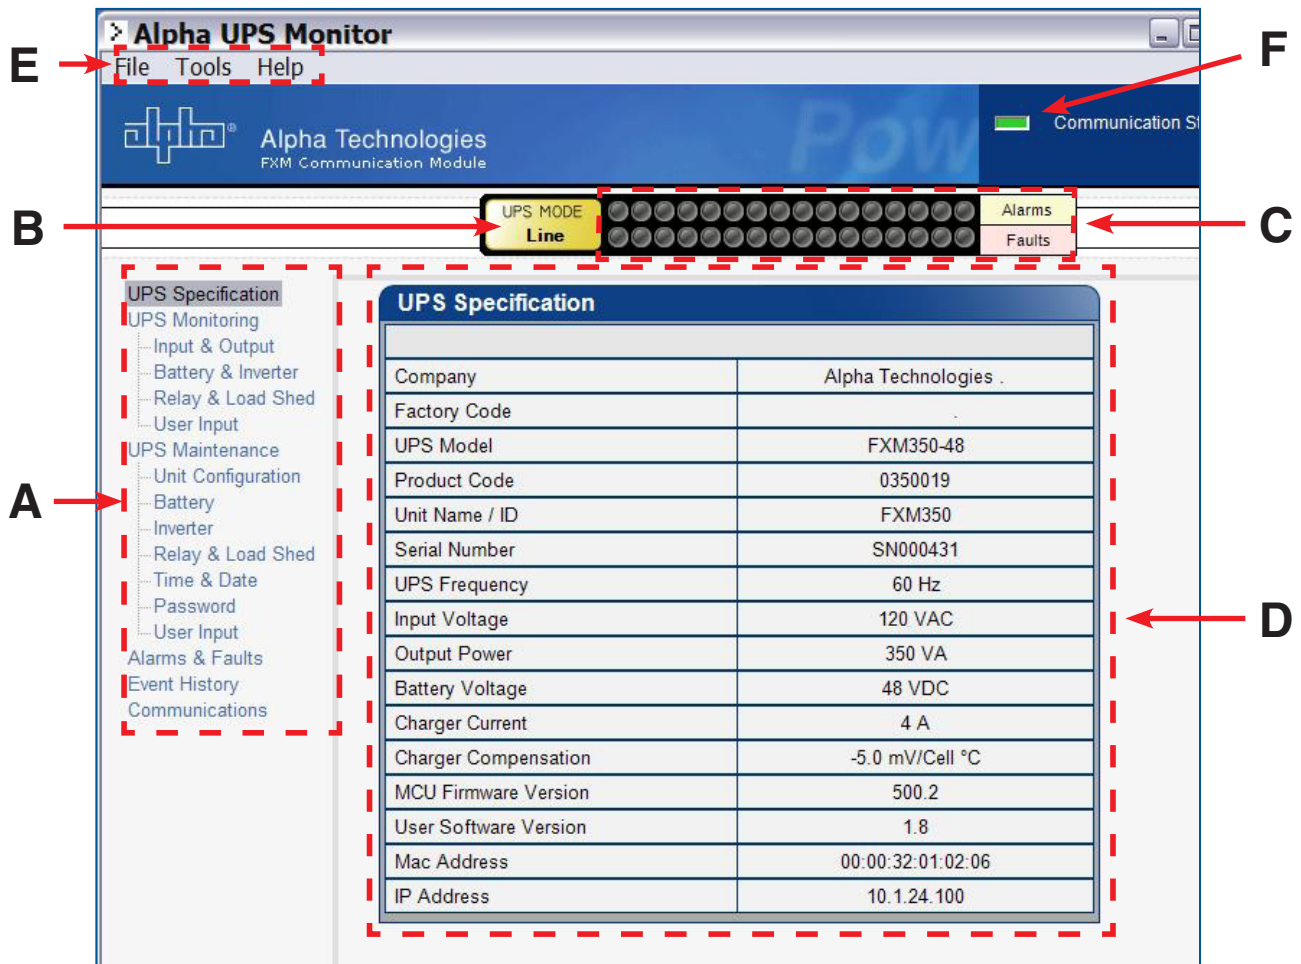 Alpha UPS Monitor
E
File Tools Help
F
alpha®
Alpha Technologies
FXM Communication Module
Pow
Communication
B
UPS MODE
Line
Alarms
Faults
C
A
UPS Specification
UPS Monitoring
Input & Output
Battery & Inverter
Relay & Load Shed
User Input
UPS Maintenance
Unit Configuration
Battery
Inverter
Relay & Load Shed
Time & Date
Password
User Input
Alarms & Faults
Event History
Communications
UPS Specification
Company Alpha Technologies .
Factory Code .
UPS Model FXM350-48
Product Code 0350019
Unit Name / ID FXM350
Serial Number SN000431
UPS Frequency 60 Hz
Input Voltage 120 VAC
Output Power 350 VA
Battery Voltage 48 VDC
Charger Current 4 A
Charger Compensation -5.0 mV/Cell °C
MCU Firmware Version 500.2
User Software Version 1.8
Mac Address 00:00:32:01:02:06
IP Address 10.1.24.100
D